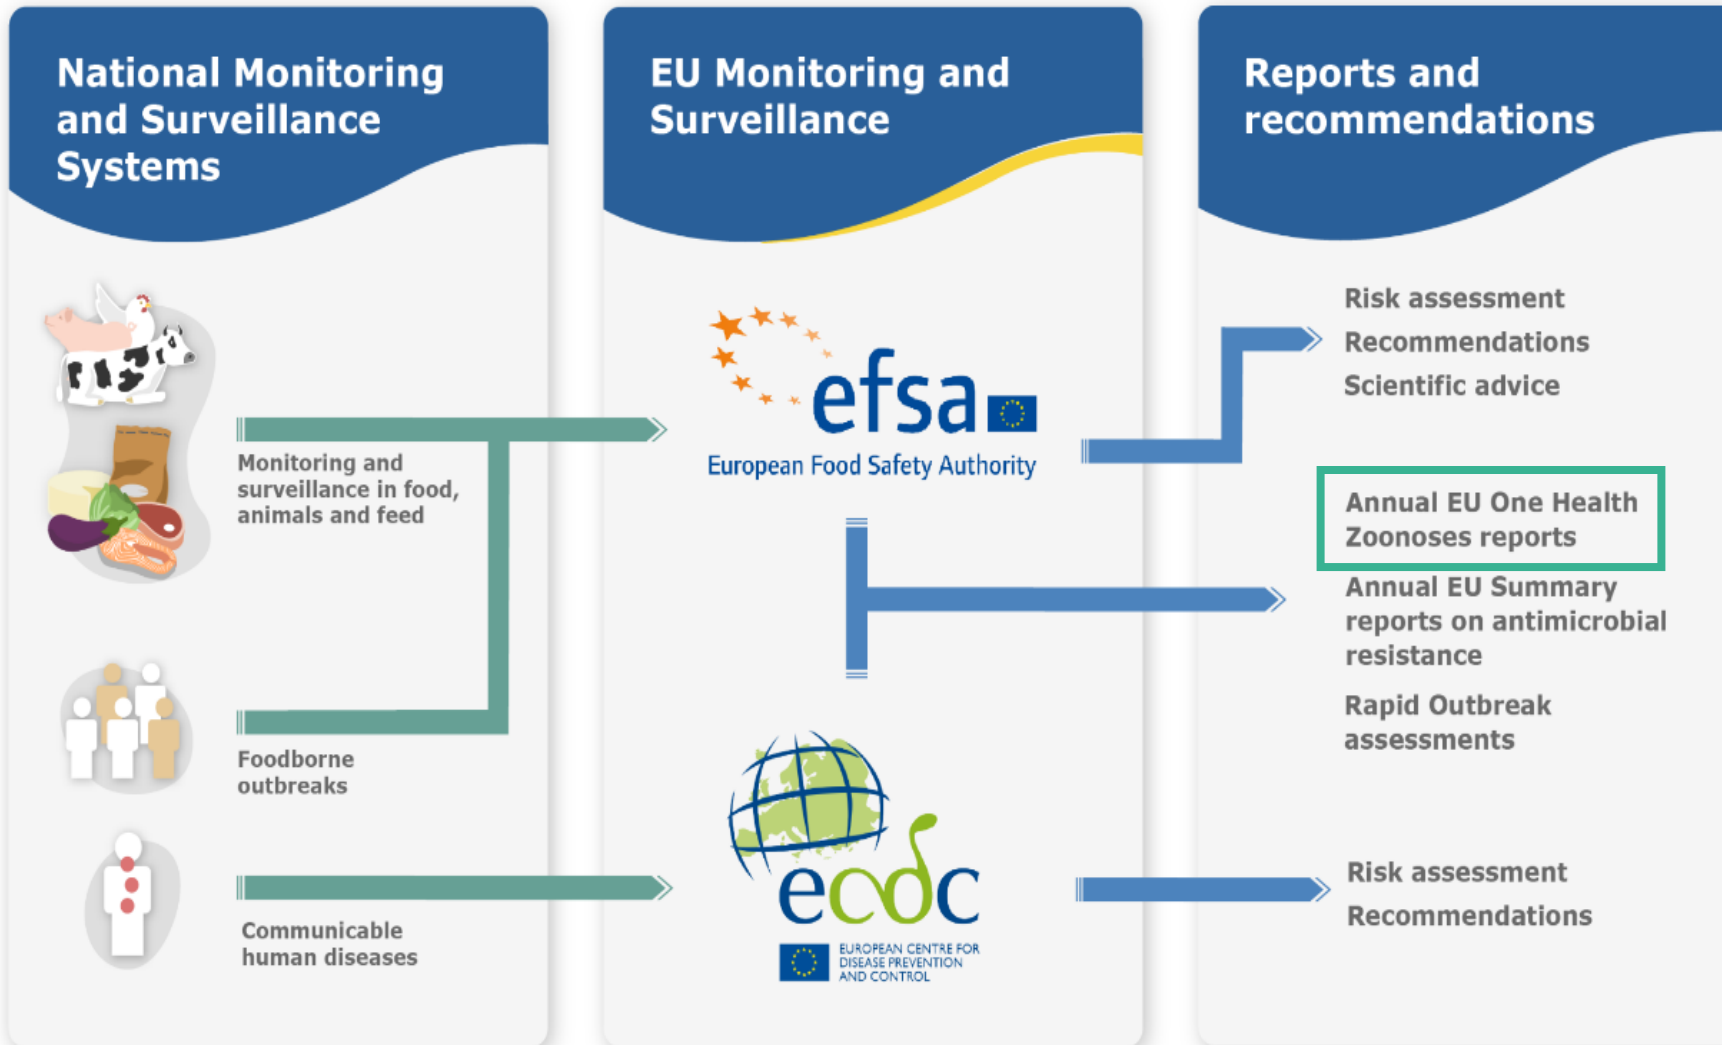 National Monitoring
and Surveillance
Systems
Monitoring and
surveillance in food,
animals and feed
Foodborne
outbreaks
Communicable
human diseases
EU Monitoring and
Surveillance
efsa
European Food Safety Authority
ecdc
EUROPEAN CENTRE FOR
DISEASE PREVENTION
AND CONTROL
Reports and
recommendations
Risk assessment
Recommendations
Scientific advice
Annual EU One Health
Zoonoses reports
Annual EU Summary
reports on antimicrobial
resistance
Rapid Outbreak
assessments
Risk assessment
Recommendations